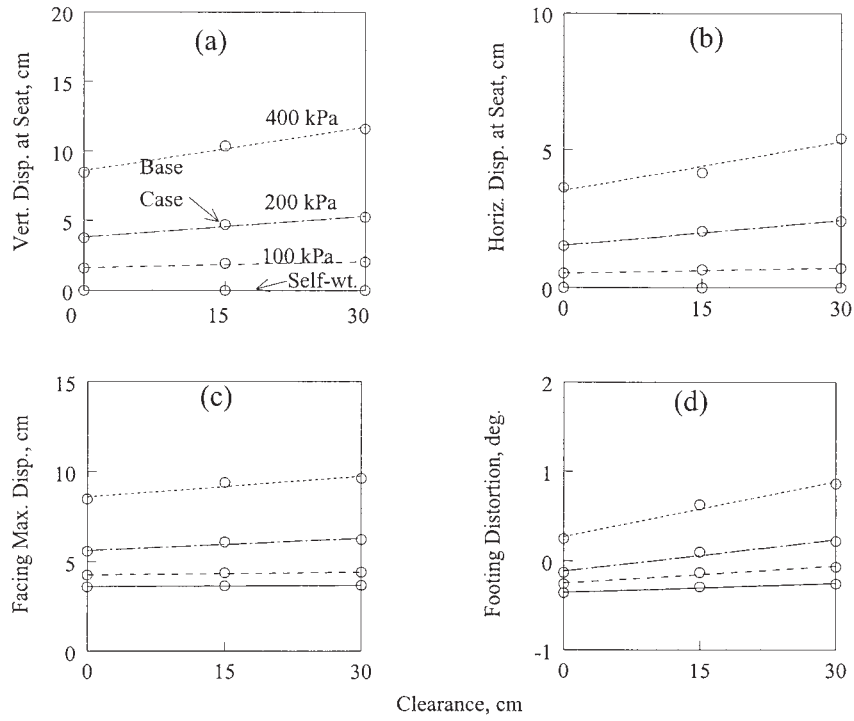 (a)
Vert. Disp. at Seat, cm
20
15
10
5
0
400 kPa
Base
Case
200 kPa
100 kPa
Self-wt.
0 15 30
(b)
Horiz. Disp. at Seat, cm
10
5
0
0 15 30
(c)
Facing Max. Disp., cm
15
10
5
0
0 15 30
(d)
Footing Distortion, deg.
2
1
0
-1
0 15 30
Clearance, cm